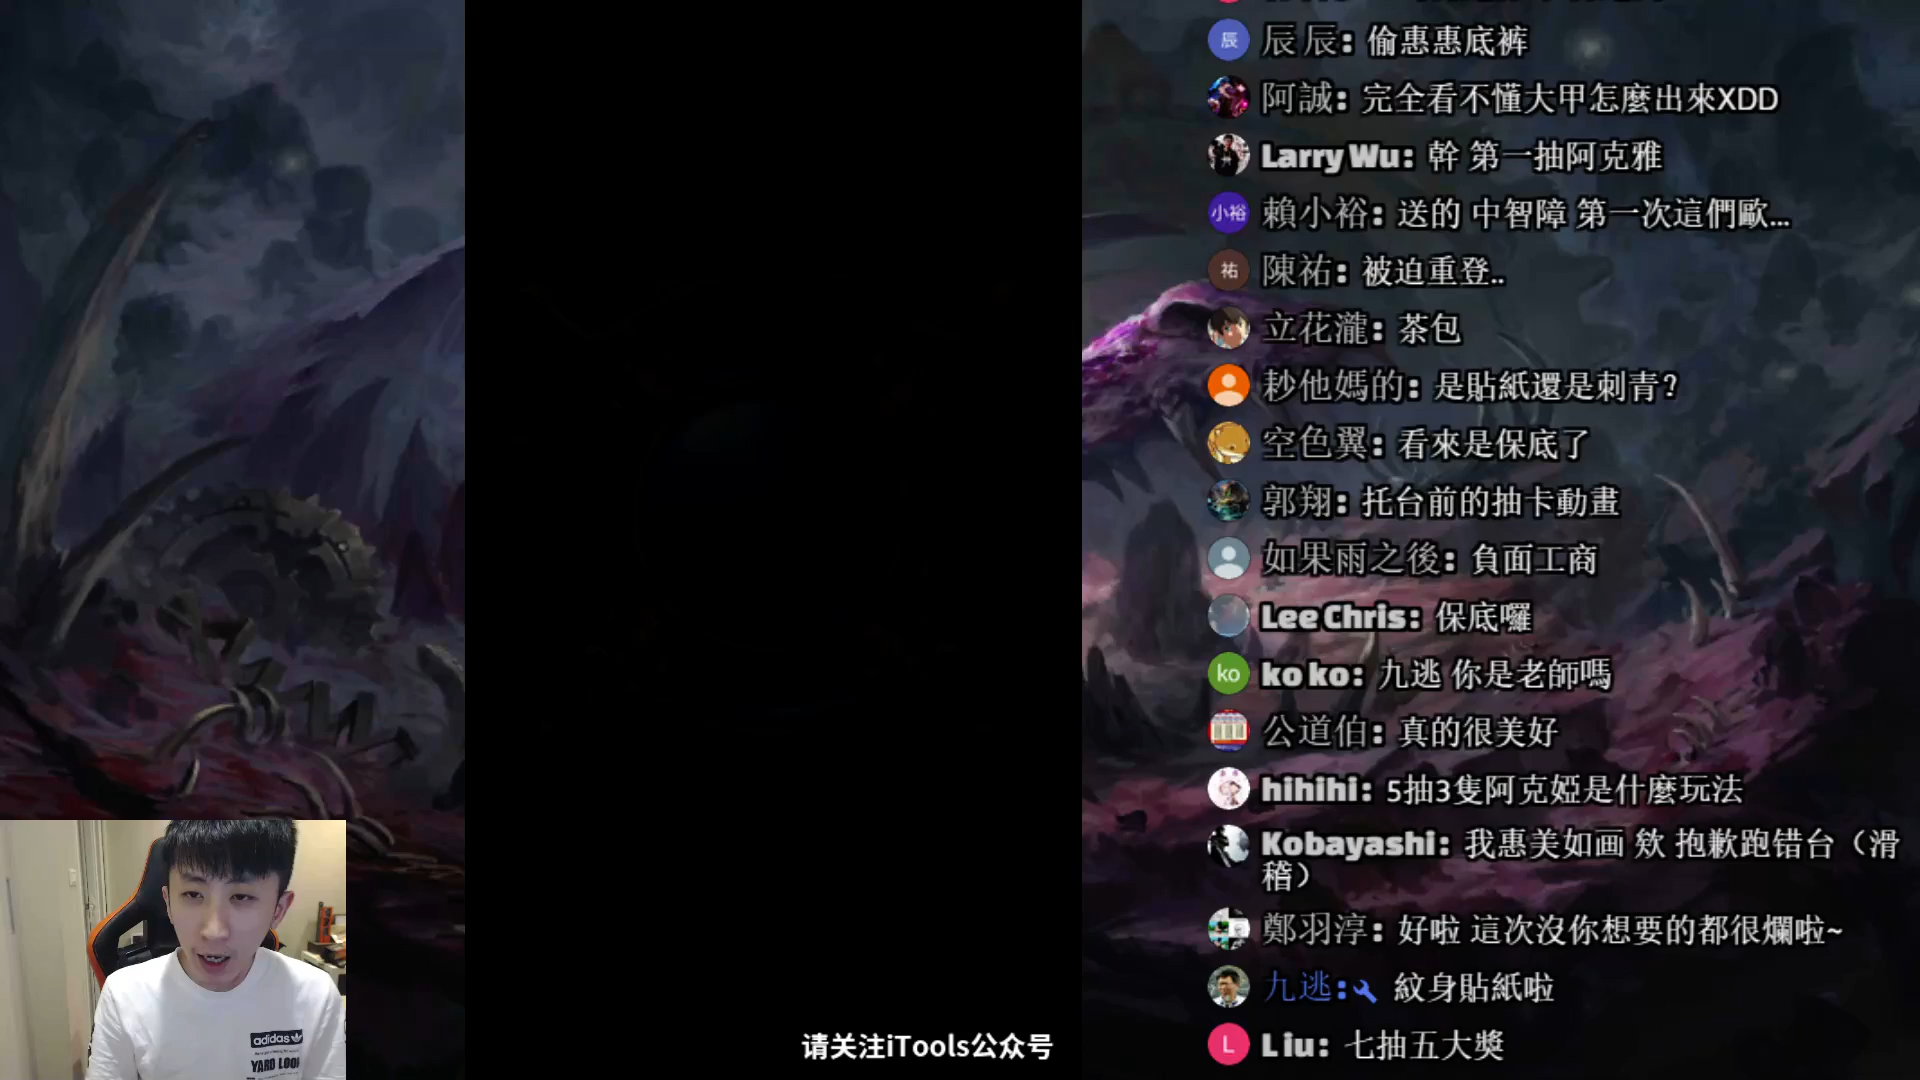 辰辰: 偷惠惠底裤
阿誠: 完全看不懂大甲怎麼出來XDD
Larry Wu: 幹 第一抽阿克雅
賴小裕: 送的 中智障 第一次這們歐...
陳祐: 被迫重登..
立花瀧: 茶包
耖他媽的: 是貼紙還是刺青?
空色翼: 看來是保底了
郭翔: 托台前的抽卡動畫
如果雨之後: 負面工商
Lee Chris: 保底囉
ko ko: 九逃 你是老師嗎
公道伯: 真的很美好
hihihi: 5抽3隻阿克婭是什麼玩法
Kobayashi: 我惠美如画 欸 抱歉跑错台（滑
稽）
鄭羽淳: 好啦 這次沒你想要的都很爛啦~
九逃: 紋身貼紙啦
Liu: 七抽五大獎
辰
小裕
祐
ko
L
请关注iTools公众号
adidas
YARD LOOK